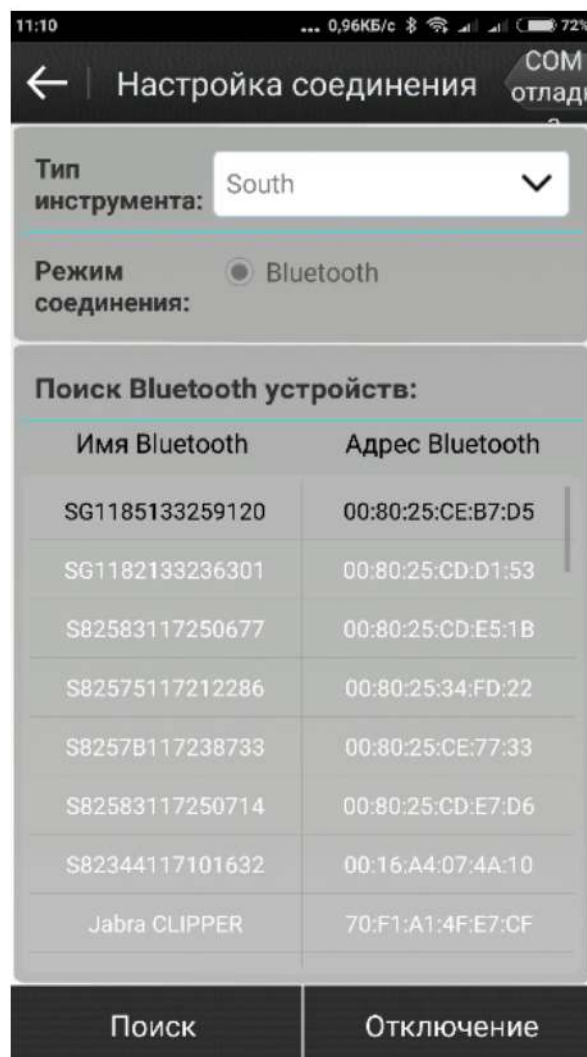 11:10 ... 0,96КБ/с 72%
Настройка соединения
COM
отлад
Тип
инструмента:
South
Режим
соединения:
Bluetooth
Поиск Bluetooth устройств:
Имя Bluetooth Адрес Bluetooth
SG1185133259120 00:80:25:CE:B7:D5
SG1182133236301 00:80:25:CD:D1:53
S82583117250677 00:80:25:CD:E5:1B
S82575117212286 00:80:25:34:FD:22
S8257B117238733 00:80:25:CE:77:33
S82583117250714 00:80:25:CD:E7:D6
S82344117101632 00:16:A4:07:4A:10
Jabra CLIPPER 70:F1:A1:4F:E7:CF
Поиск Отключение